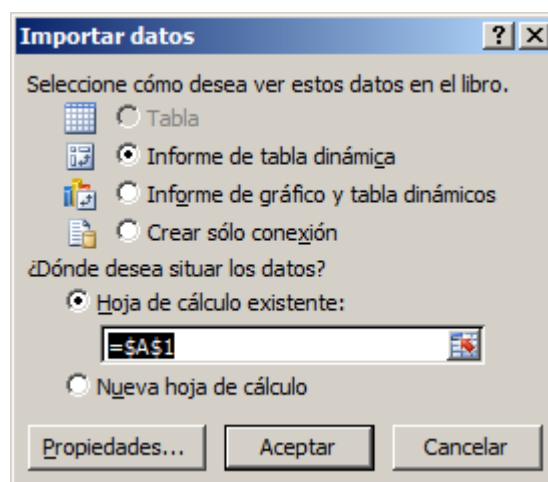 Importar datos
Seleccione cómo desea ver estos datos en el libro.
Tabla
Informe de tabla dinámica
Informe de gráfico y tabla dinámicos
Crear sólo conexión
¿Dónde desea situar los datos?
Hoja de cálculo existente:
=$A$1
Nueva hoja de cálculo
Propiedades... Aceptar Cancelar